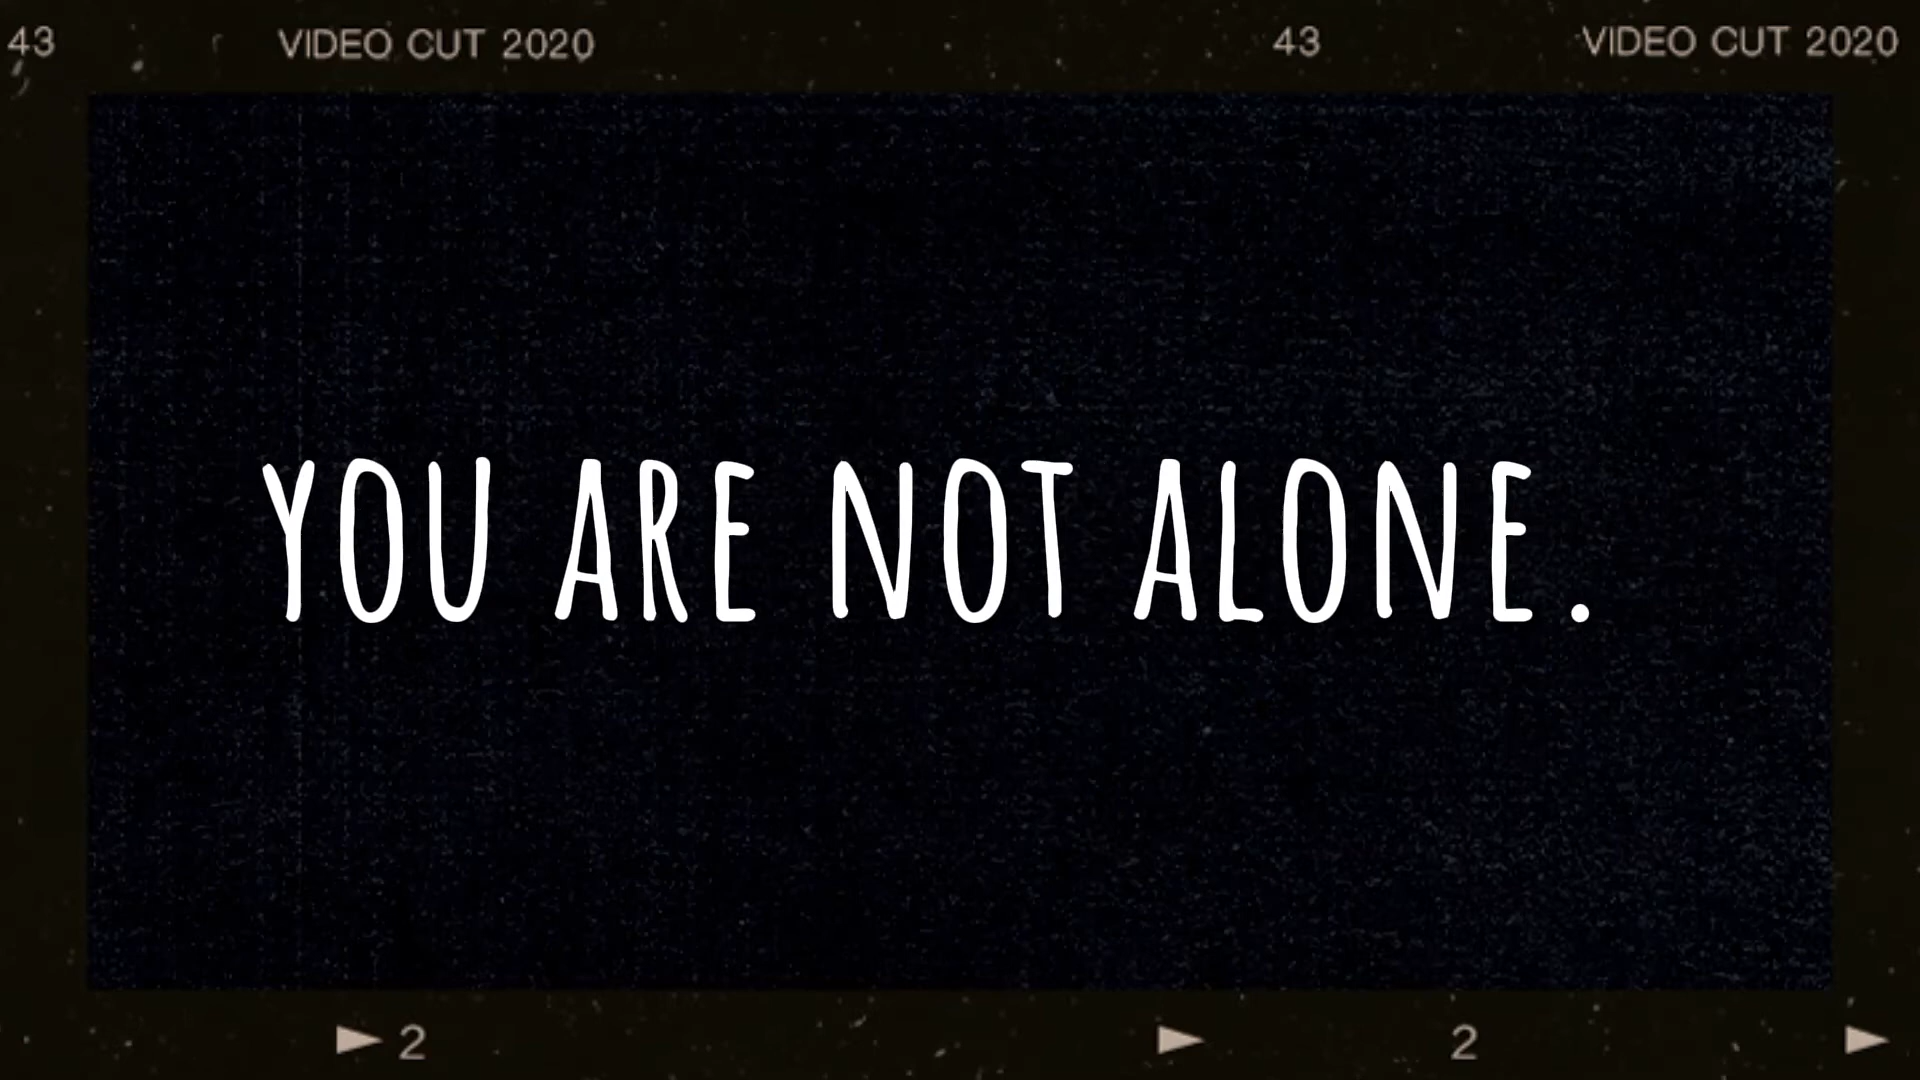 43 VIDEO CUT 2020 43 VIDEO CUT 2020
YOU ARE NOT ALONE.
2 2